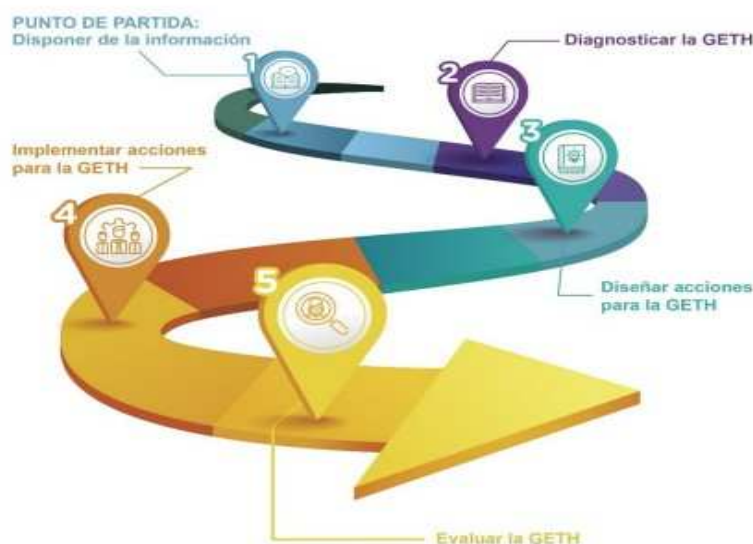 PUNTO DE PARTIDA:
Disponer de la información
1
2
Diagnosticar la GETH
3
Implementar acciones
para la GETH
4
5
Diseñar acciones
para la GETH
Evaluar la GETH